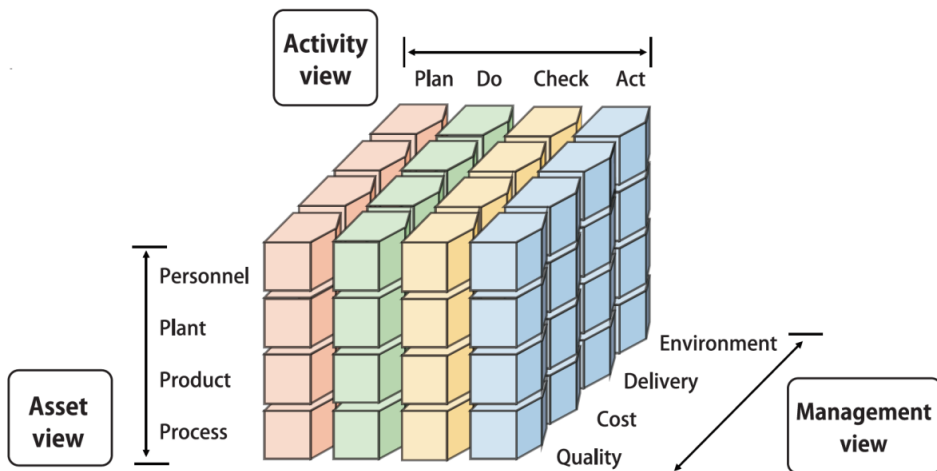 Activity
view
Plan Do Check Act
Personnel
Plant
Product
Process
Asset
view
Environment
Delivery
Cost
Quality
Management
view